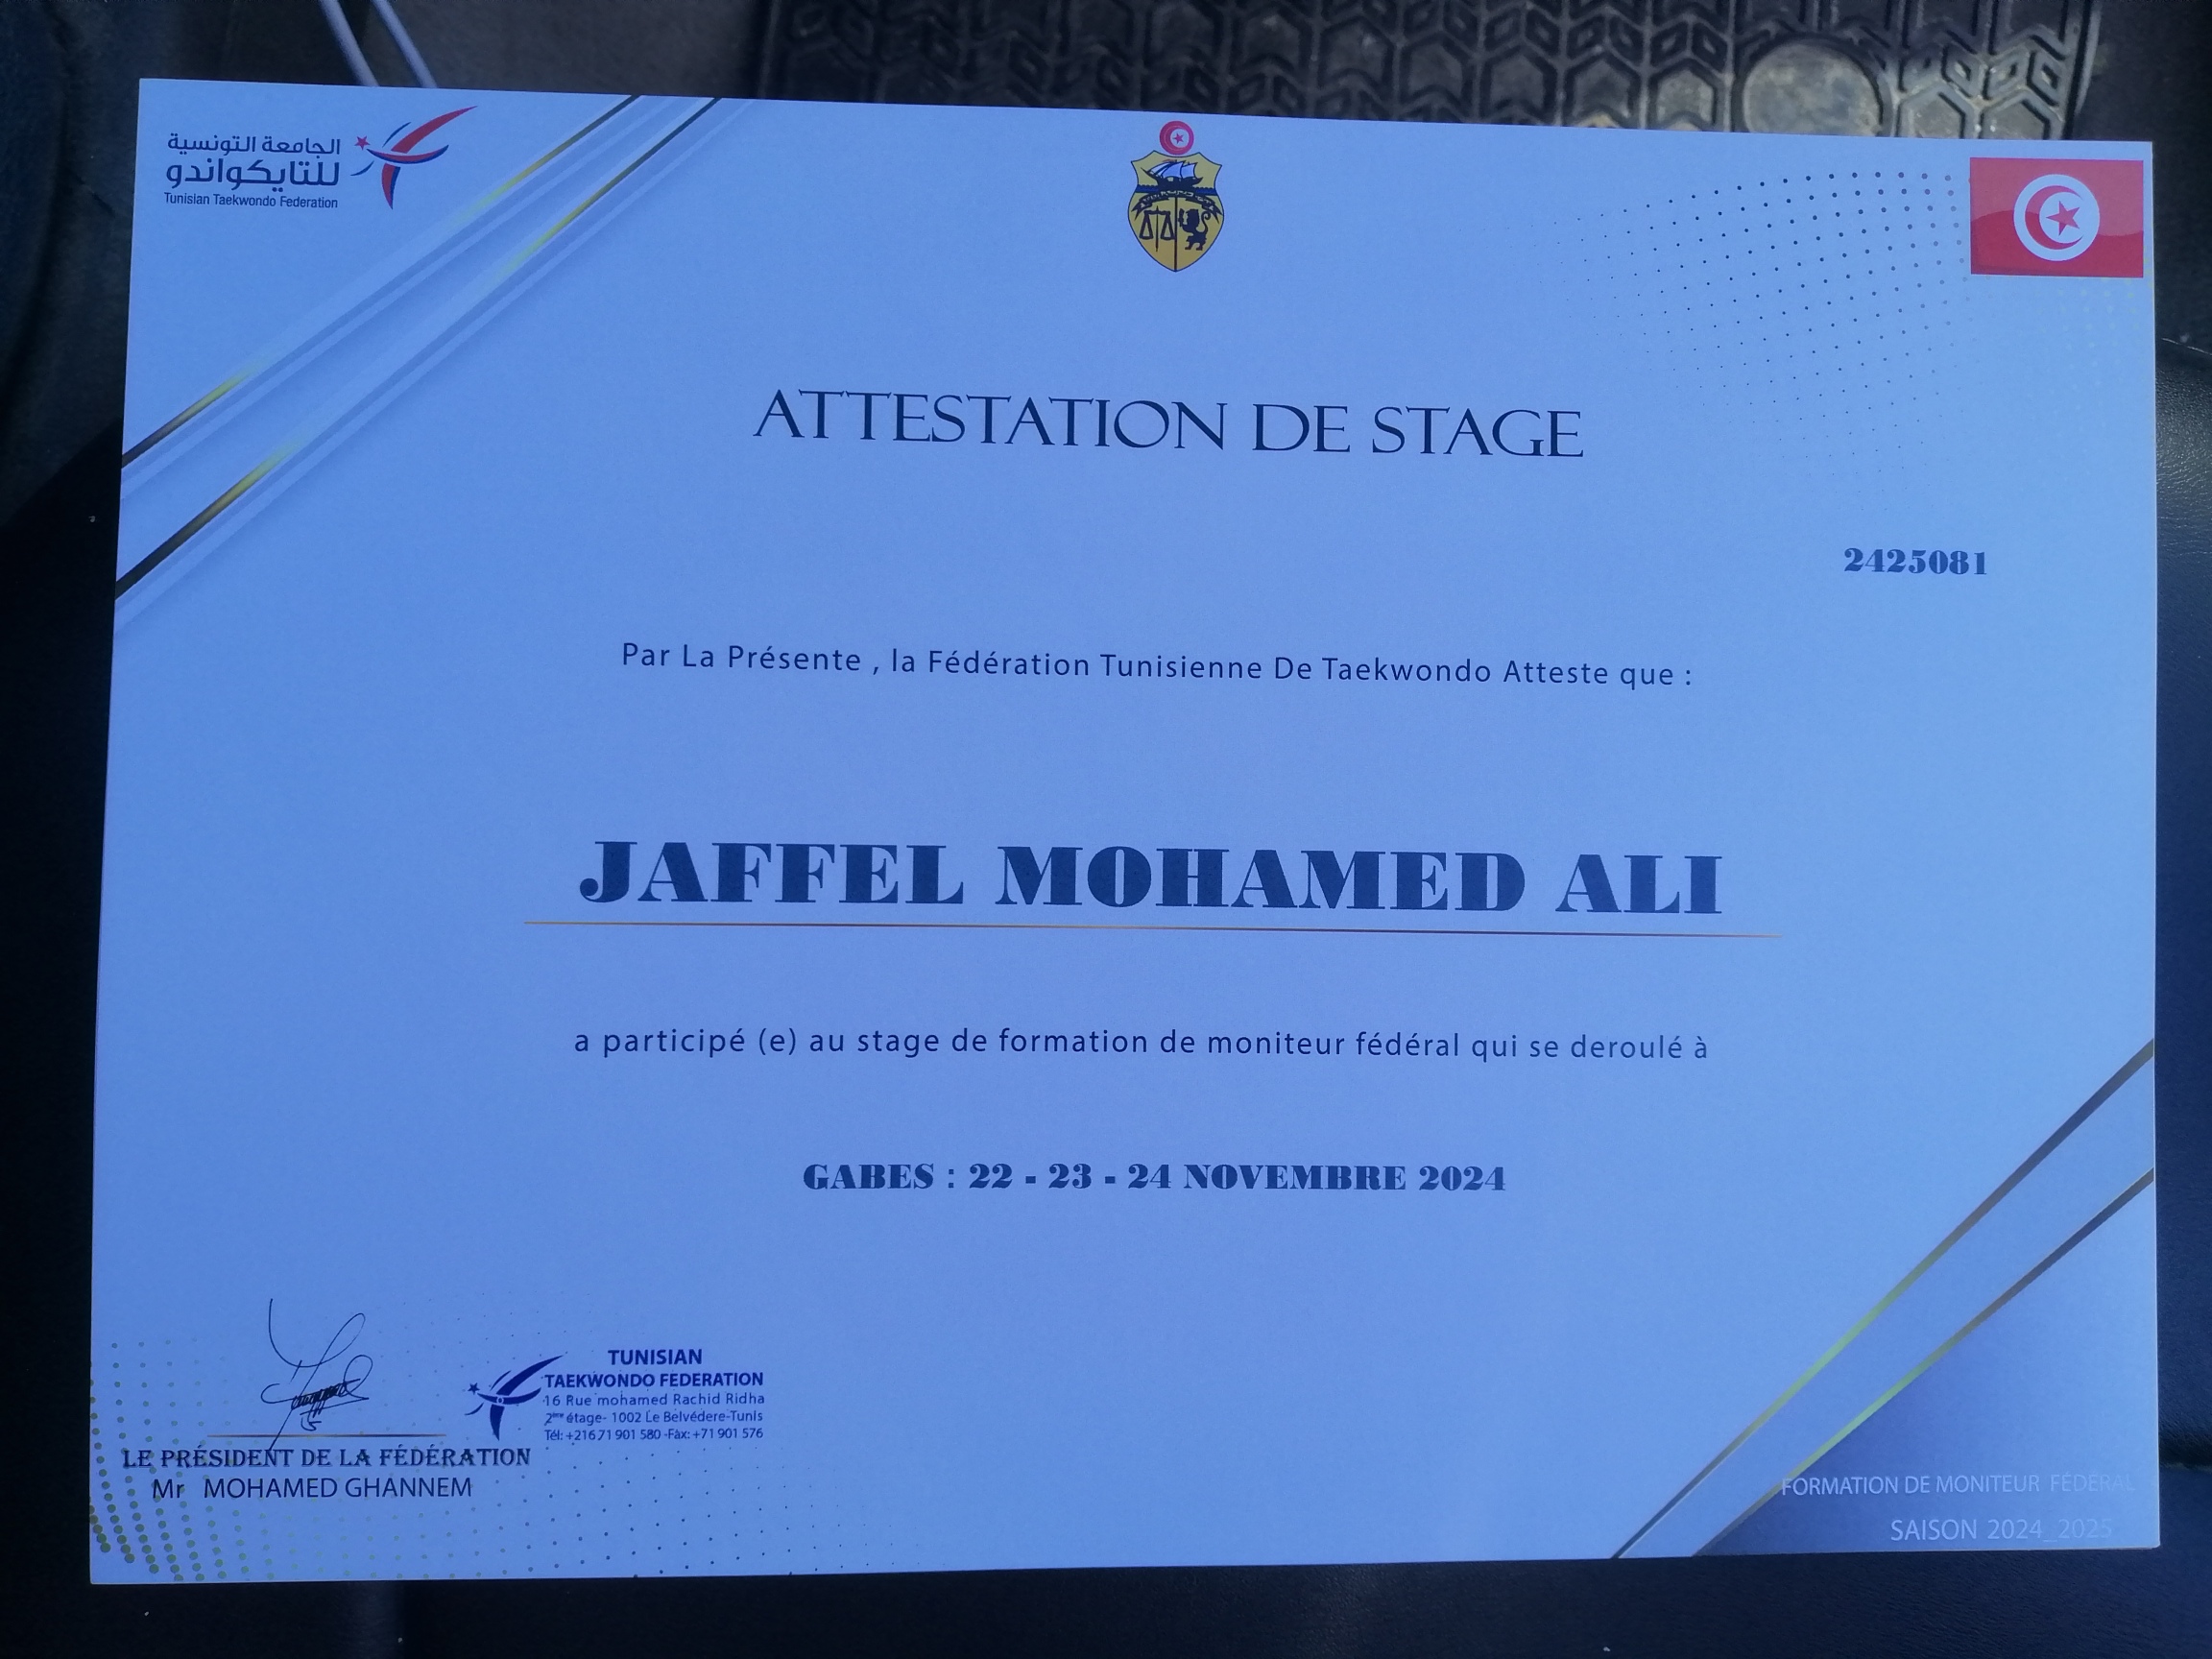 الجامعة التونسية
للتايكواندو
Tunisian Taekwondo Federation
ATTESTATION DE STAGE
2425081
Par La Présente , la Fédération Tunisienne De Taekwondo Atteste que :
JAFFEL MOHAMED ALI
a participé (e) au stage de formation de moniteur fédéral qui se deroulé à
GABES : 22 - 23 - 24 NOVEMBRE 2024
TUNISIAN
TAEKWONDO FEDERATION
16 Rue mohamed Rachid Ridha
2ème étage- 1002 Le Belvédere-Tunis
Tél: +216 71 901 580 -Fax: +71 901 576
LE PRÉSIDENT DE LA FÉDÉRATION
Mr MOHAMED GHANNEM
FORMATION DE MONITEUR FÉDÉRAL
SAISON 2024_2025